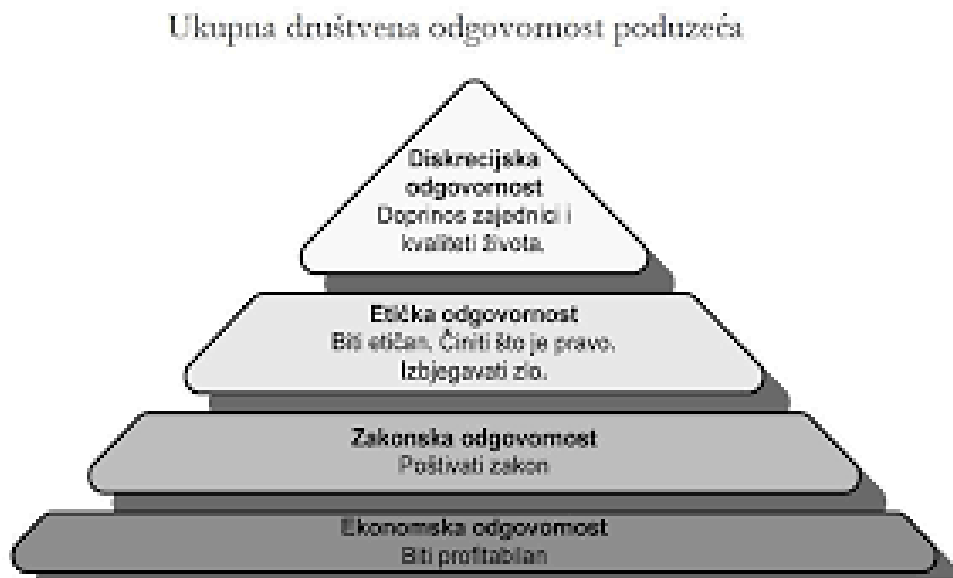 Ukupna društvena odgovornost poduzeća
Diskrecijska
odgovornost
Doprinos zajednici i
kvaliteti života.
Etička odgovornost
Biti etičan. Činiti što je pravo.
Izbjegavati zlo.
Zakonska odgovornost
Poštivati zakon
Ekonomska odgovornost
Biti profitabilan